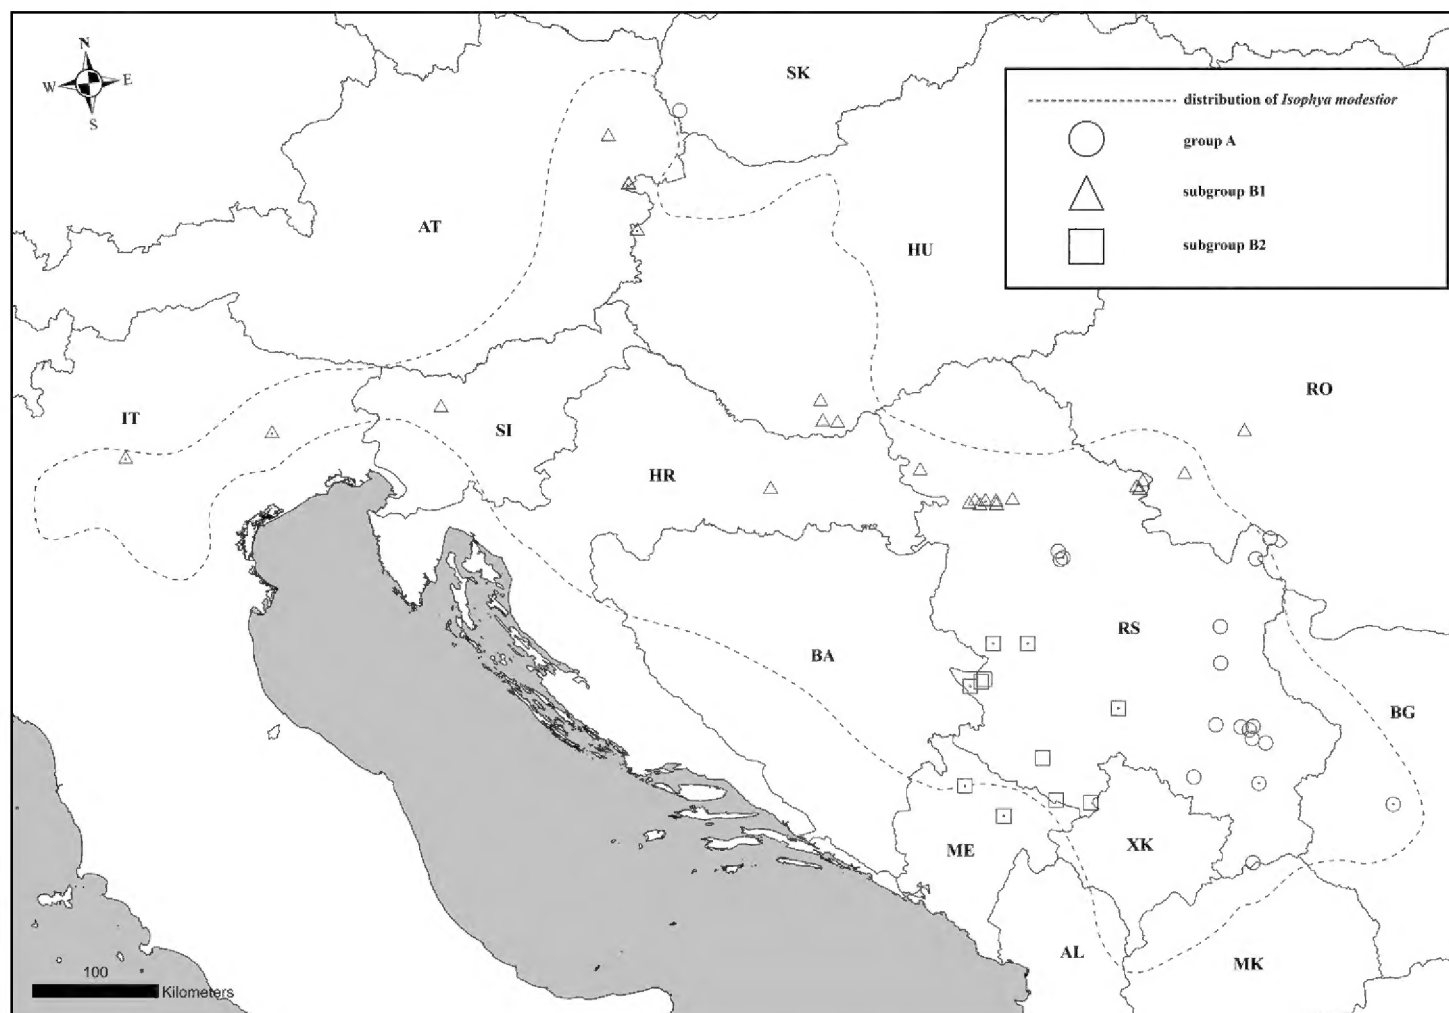 N
W E
S
SK
distribution of Isophya modestior
group A
subgroup B1
subgroup B2
AT
HU
IT
SI
RO
HR
BA
RS
BG
ME
XK
AL
MK
100
Kilometers